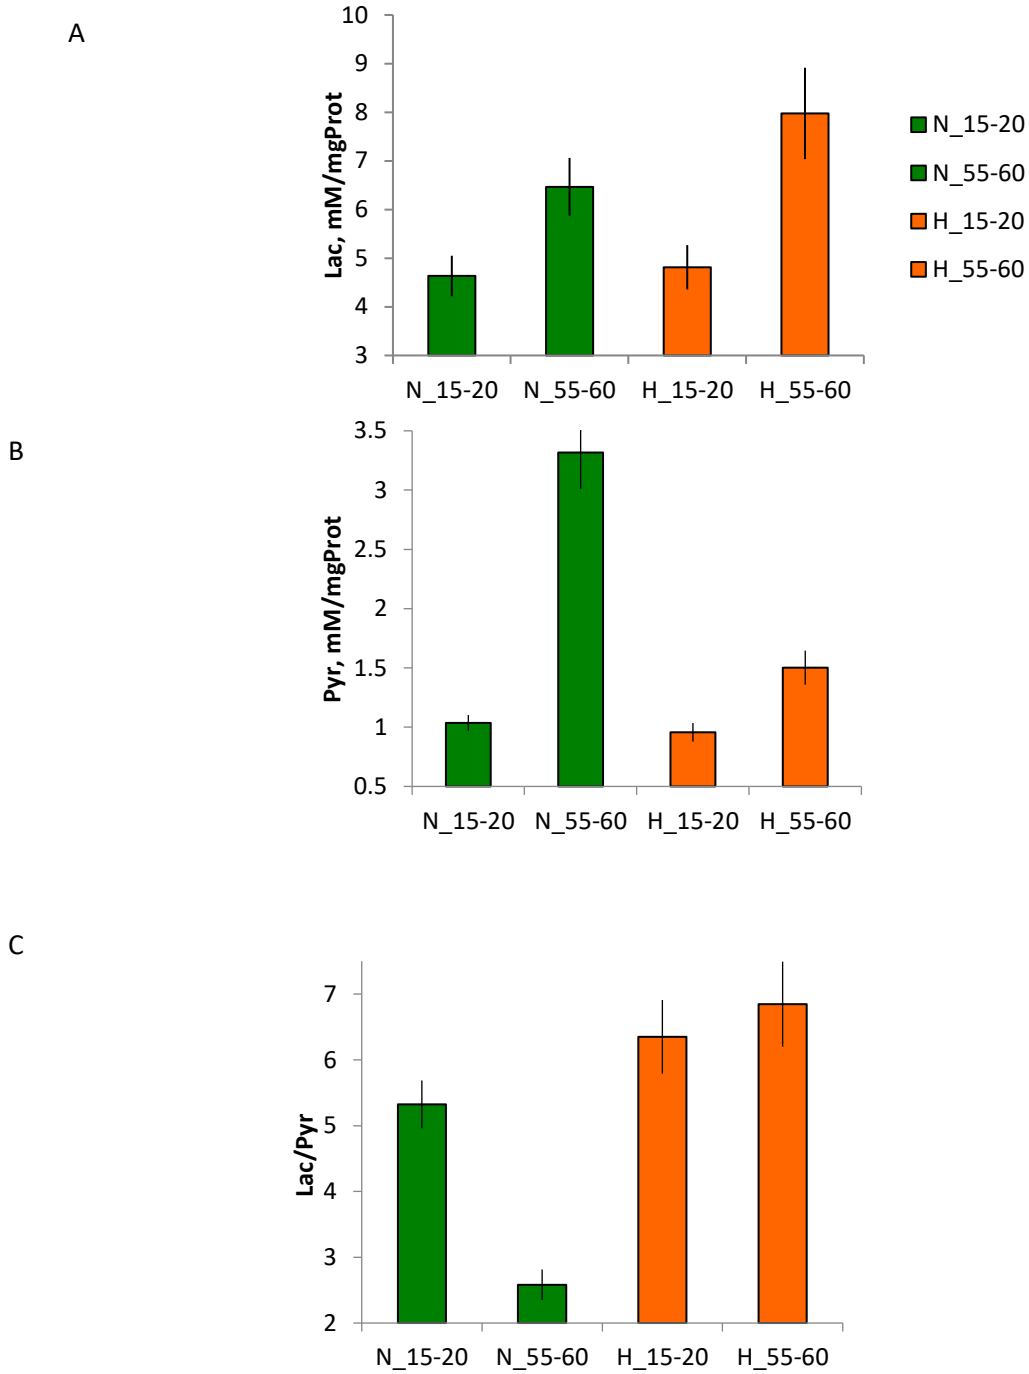 A
Lac, mM/mgProt
10
9
8
7
6
5
4
3
N_15-20 N_55-60 H_15-20 H_55-60
N_15-20
N_55-60
H_15-20
H_55-60
B
Pyr, mM/mgProt
3.5
3
2.5
2
1.5
1
0.5
N_15-20 N_55-60 H_15-20 H_55-60
C
Lac/Pyr
7
6
5
4
3
2
N_15-20 N_55-60 H_15-20 H_55-60